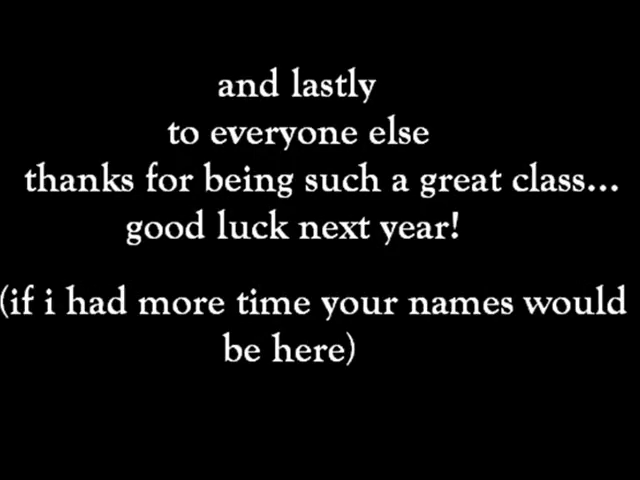 and lastly
to everyone else
thanks for being such a great class...
good luck next year!
(if i had more time your names would
be here)